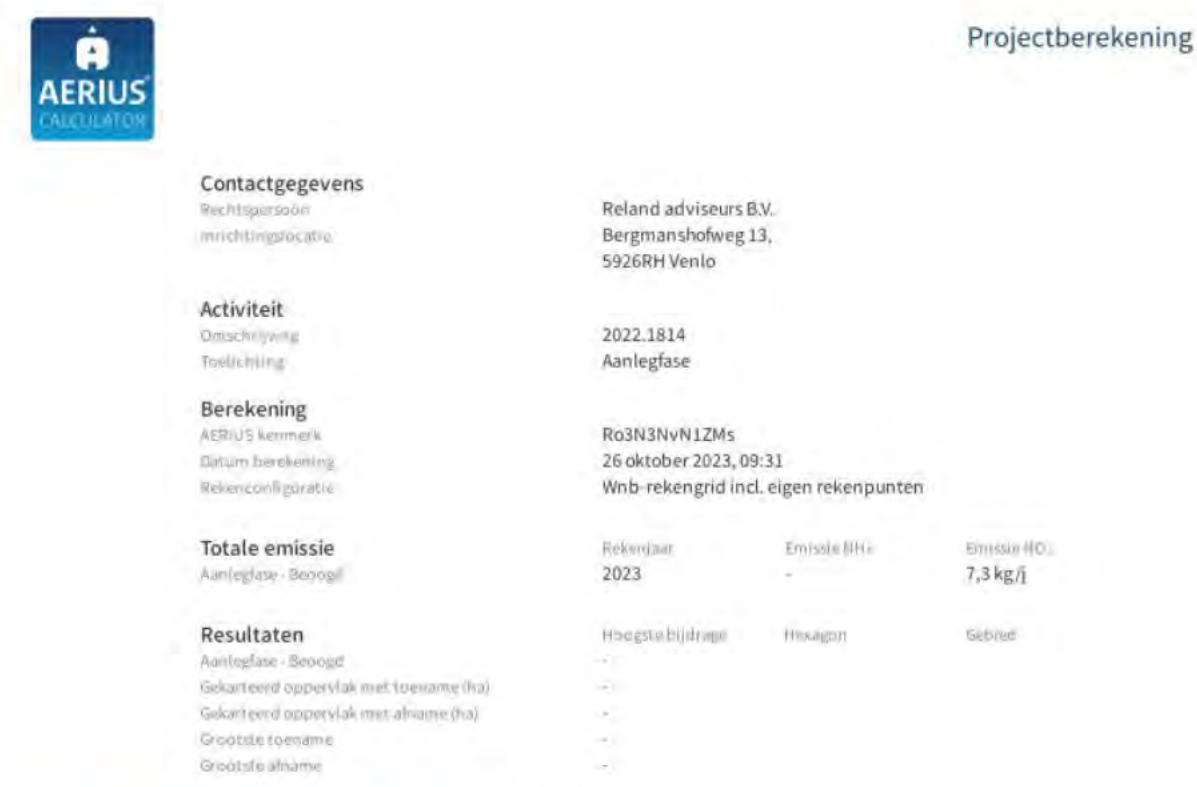 AERIUS
CALCULATOR
Projectberekening
Contactgegevens
Rechtspersoon Reland adviseurs B.V.
Inrichtingslocatie Bergmanshofweg 13,
5926RH Venlo
Activiteit
Omschrijving 2022.1814
Toelichting Aanlegfase
Berekening
AERIUS kenmerk Ro3N3NvN1ZMs
Datum berekening 26 oktober 2023, 09:31
Rekenconfiguratie Wnb-rekengrid incl. eigen rekenpunten
Totale emissie Rekenjaar Emissie NH₃ Emissie NOₓ
Aanlegfase - Beoogd 2023 - 7,3 kg/j
Resultaten Hoogste bijdrage Hexagon Gebied
Aanlegfase - Beoogd -
Gekarteerd oppervlak met toename (ha) -
Gekarteerd oppervlak met afname (ha) -
Grootste toename -
Grootste afname -